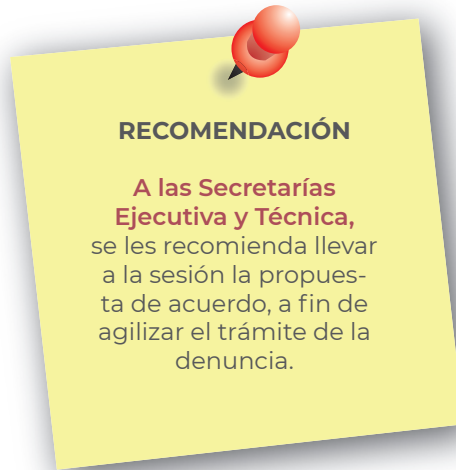 RECOMENDACIÓN
A las Secretarías
Ejecutiva y Técnica,
se les recomienda llevar
a la sesión la propues-
ta de acuerdo, a fin de
agilizar el trámite de la
denuncia.